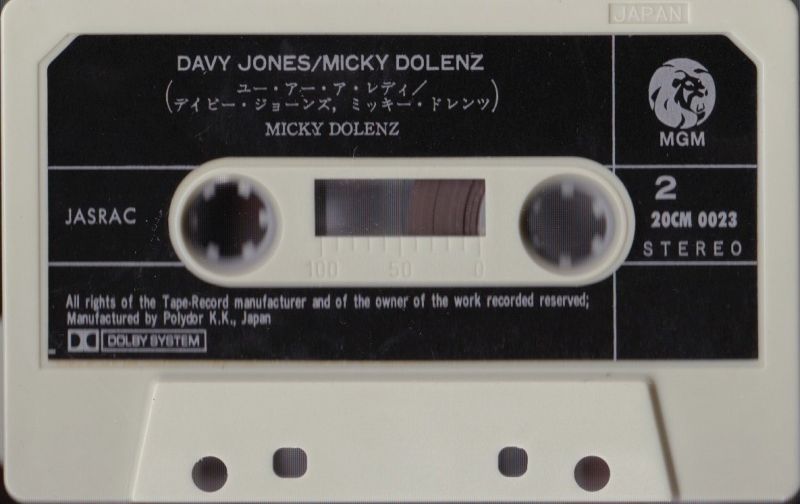 JAPAN
DAVY JONES/MICKY DOLENZ
(ユー・アー・ア・レディ/
デイビー・ジョーンズ, ミッキー・ドレンツ)
MICKY DOLENZ
MGM
JASRAC
2
20CM 0023
STEREO
100 50 0
All rights of the Tape-Record manufacturer and of the owner of the work recorded reserved;
Manufactured by Polydor K.K., Japan
DOLBY SYSTEM